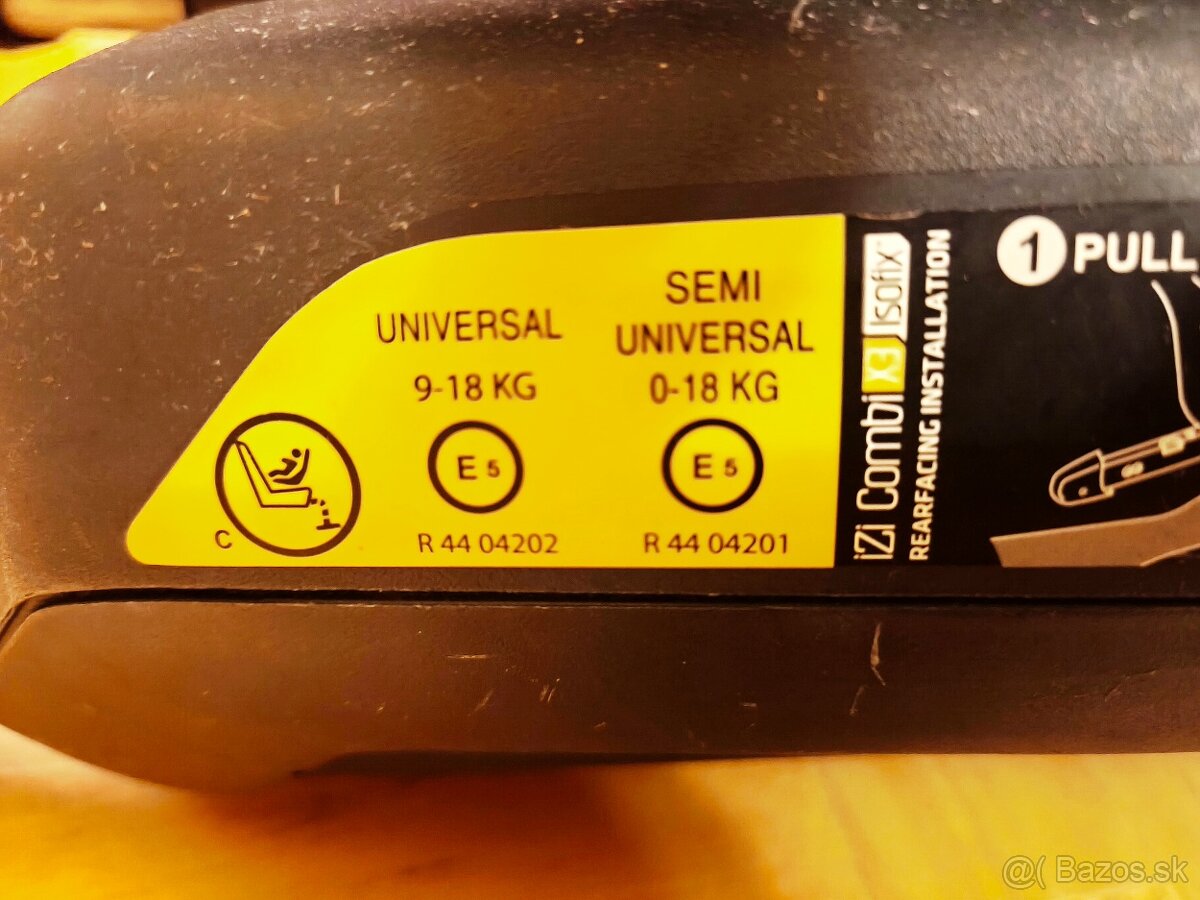 UNIVERSAL
9-18 KG
E 5
R 44 04202
SEMI
UNIVERSAL
0-18 KG
E 5
R 44 04201
C
iZi Combi X3 Isofix
REARFACING INSTALLATION
1 PULL
@( Bazos.sk